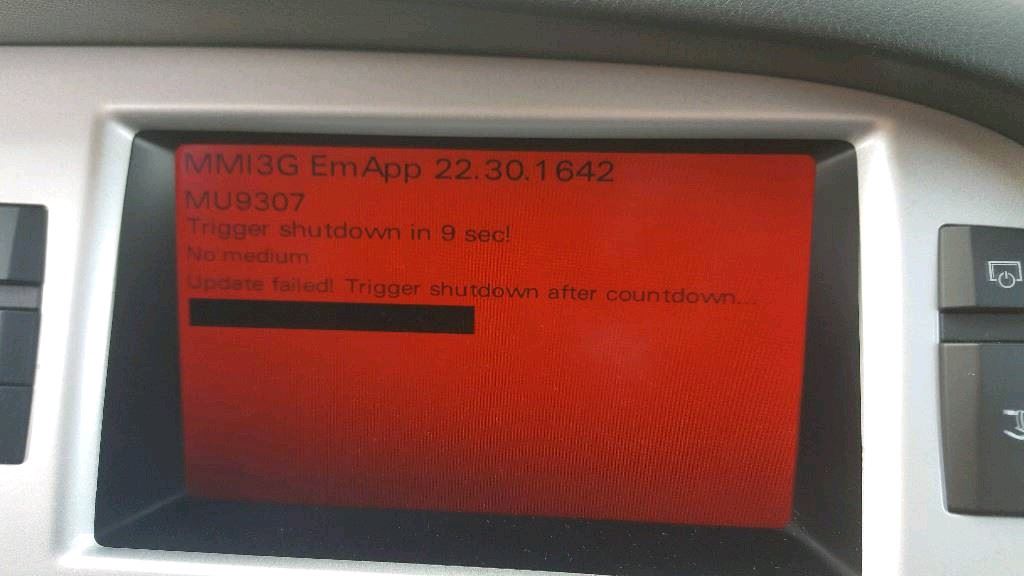 MMI3G EmApp 22.30.1642
MU9307
Trigger shutdown in 9 sec!
No medium
Update failed! Trigger shutdown after countdown...